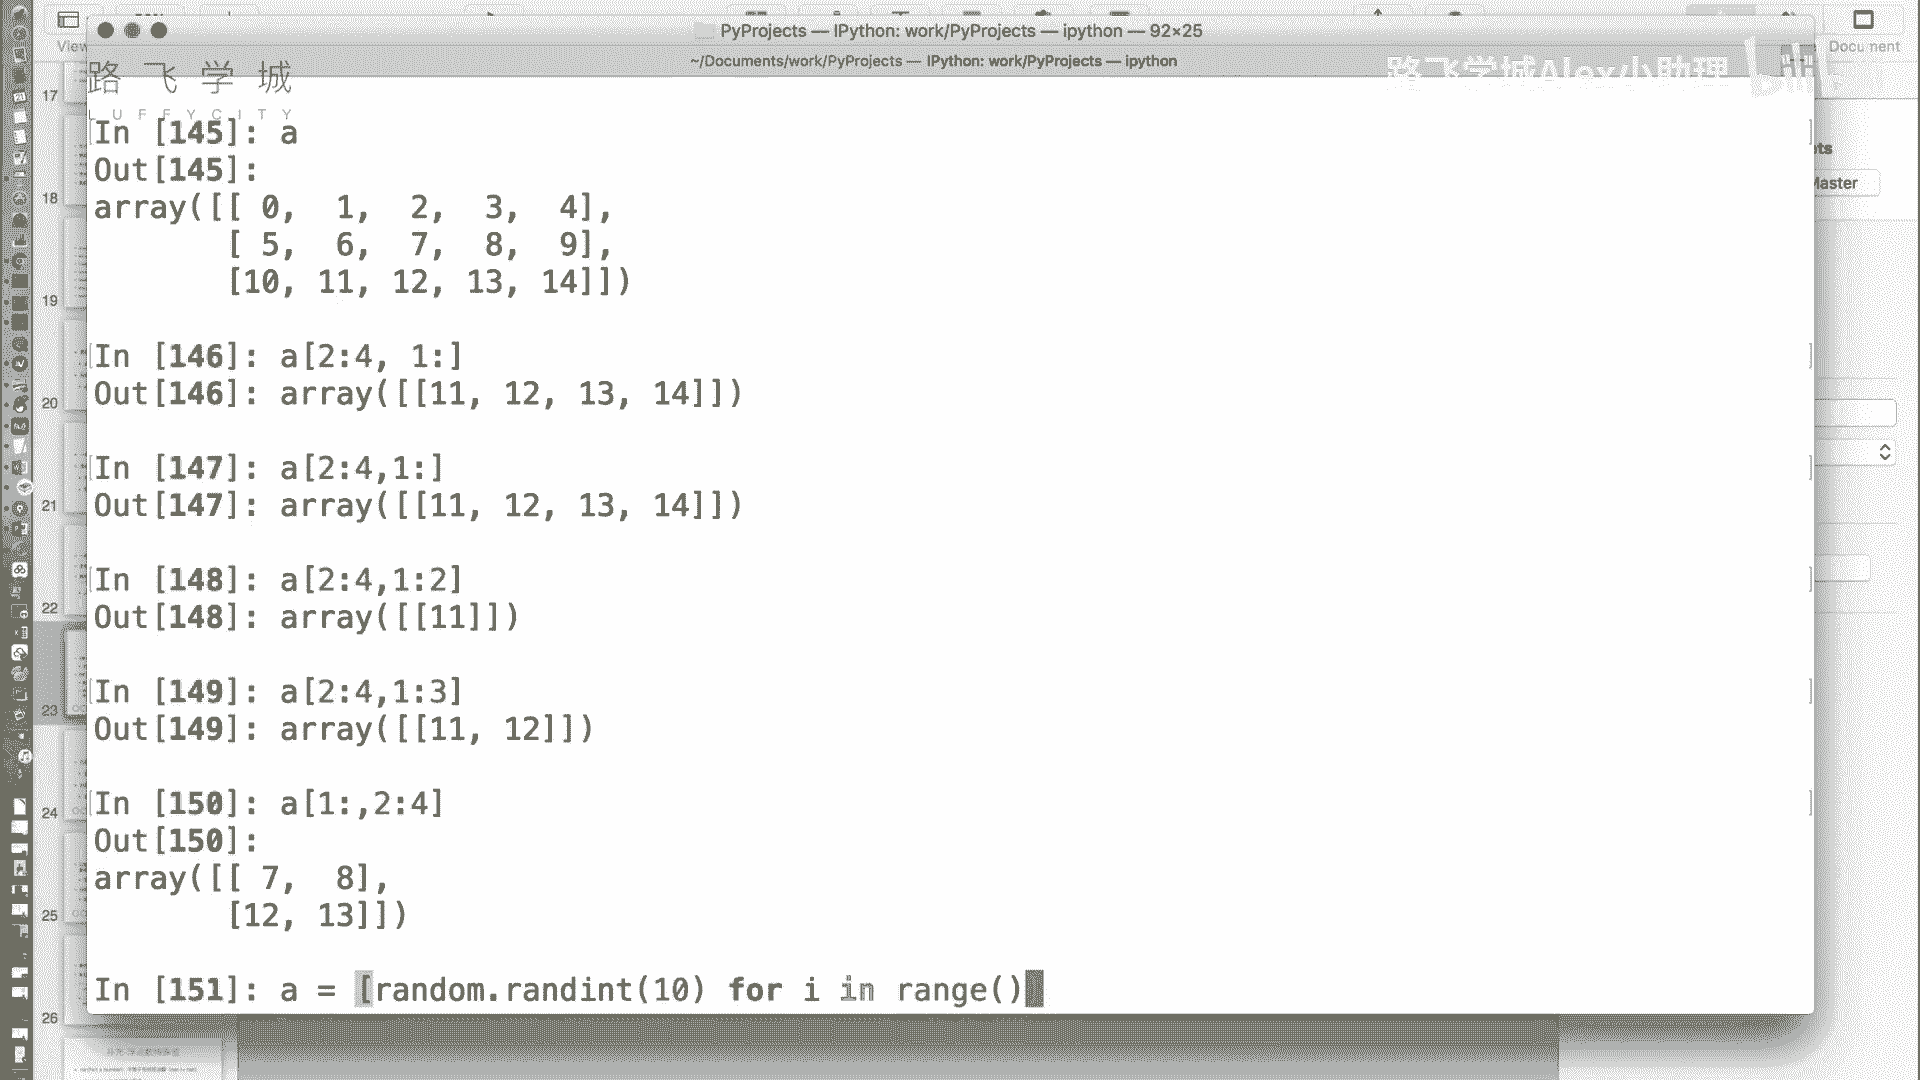 PyProjects — IPython: work/PyProjects — ipython — 92×25
View
Document
~/Documents/work/PyProjects — IPython: work/PyProjects — ipython
路飞学城
LUFFYCITY
路飞学城Alex小助理
bili
In [145]: a
Out[145]:
array([[ 0,  1,  2,  3,  4],
[ 5,  6,  7,  8,  9],
[10, 11, 12, 13, 14]])
In [146]: a[2:4, 1:]
Out[146]: array([[11, 12, 13, 14]])
In [147]: a[2:4,1:]
Out[147]: array([[11, 12, 13, 14]])
In [148]: a[2:4,1:2]
Out[148]: array([[11]])
In [149]: a[2:4,1:3]
Out[149]: array([[11, 12]])
In [150]: a[1:,2:4]
Out[150]:
array([[ 7,  8],
[12, 13]])
In [151]: a = [random.randint(10) for i in range()
17
18
19
20
21
22
23
24
25
26
ts
Master